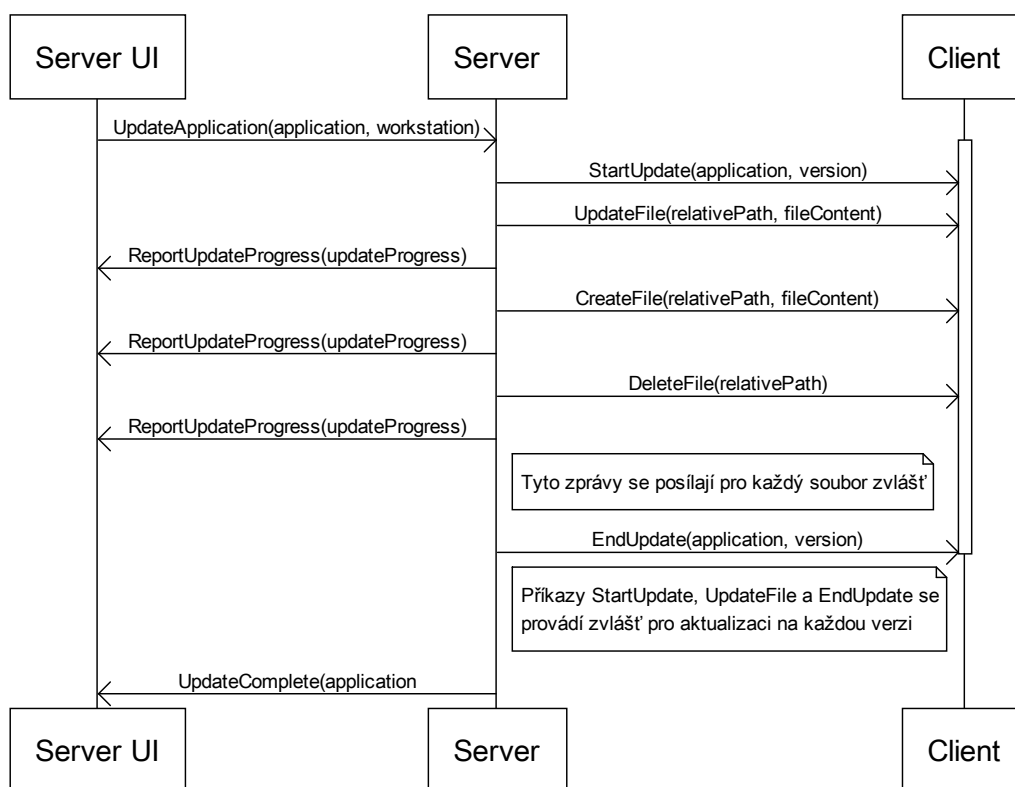 Server UI
Server
Client
UpdateApplication(application, workstation)
StartUpdate(application, version)
UpdateFile(relativePath, fileContent)
ReportUpdateProgress(updateProgress)
CreateFile(relativePath, fileContent)
ReportUpdateProgress(updateProgress)
DeleteFile(relativePath)
ReportUpdateProgress(updateProgress)
Tyto zprávy se posílají pro každý soubor zvlášť
EndUpdate(application, version)
Příkazy StartUpdate, UpdateFile a EndUpdate se
provádí zvlášť pro aktualizaci na každou verzi
UpdateComplete(application
Server UI
Server
Client